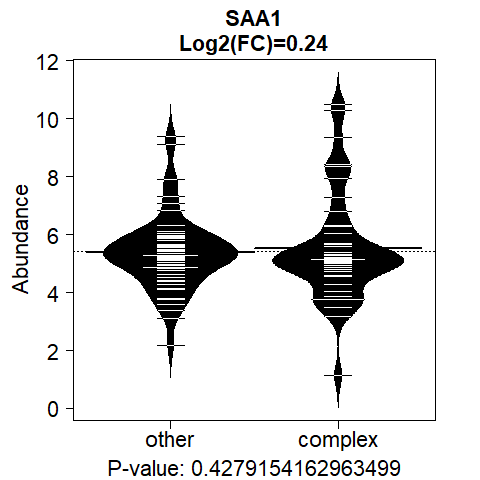 SAA1
Log2(FC)=0.24
12
10
8
6
4
2
0
Abundance
other complex
P-value: 0.4279154162963499